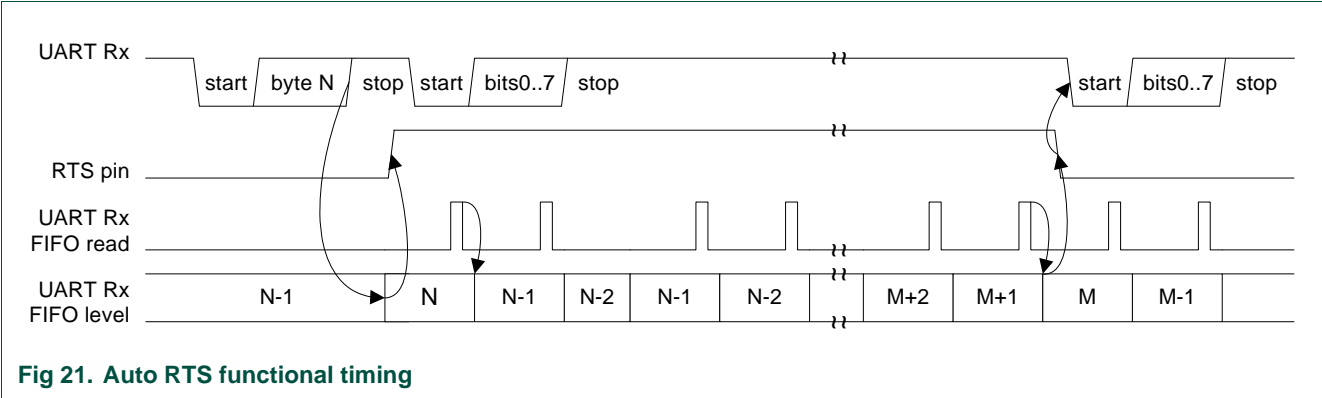 UART Rx
start byte N stop start bits0..7 stop start bits0..7 stop
RTS pin
UART Rx
FIFO read
UART Rx
FIFO level
N-1 N N-1 N-2 N-1 N-2 M+2 M+1 M M-1
Fig 21. Auto RTS functional timing